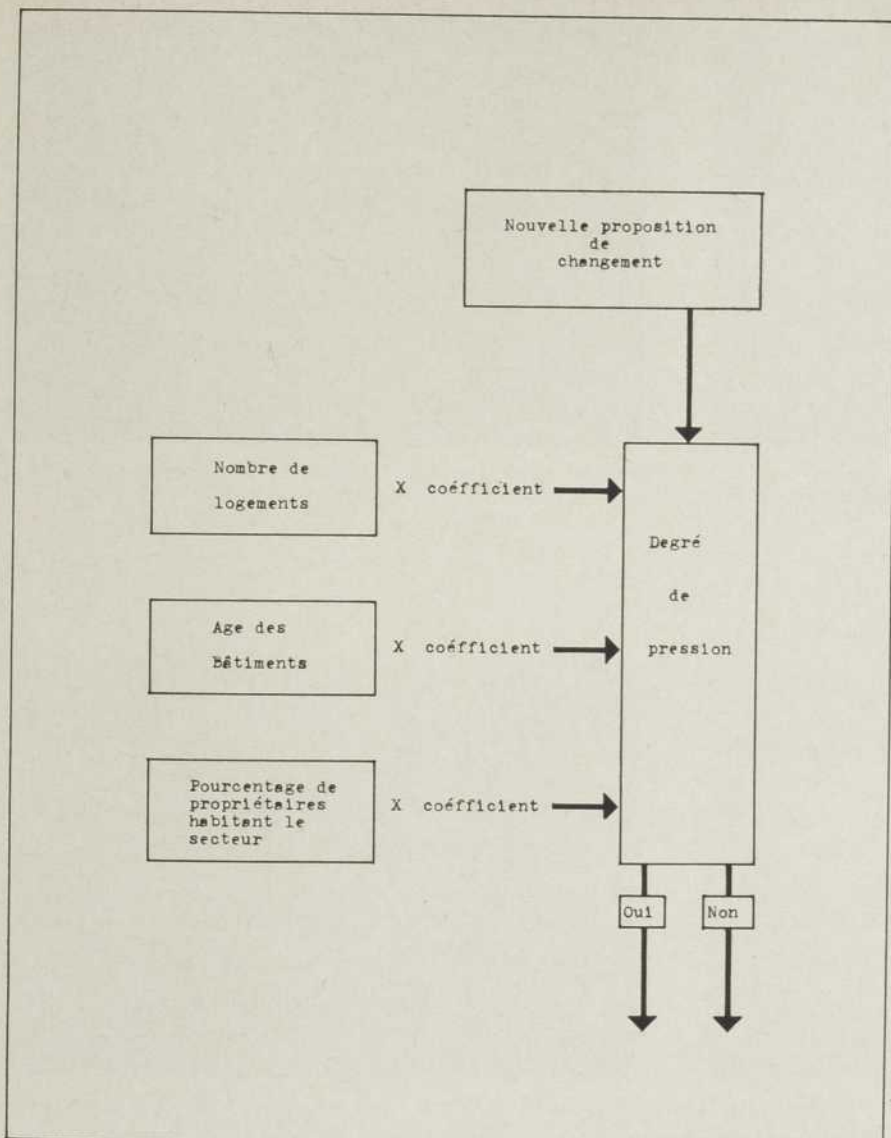 Nouvelle proposition
de
changement
Nombre de
logements
X coéfficient
Degré
de
pression
Age des
Bâtiments
X coéfficient
Pourcentage de
propriétaires
habitant le
secteur
X coéfficient
Oui
Non